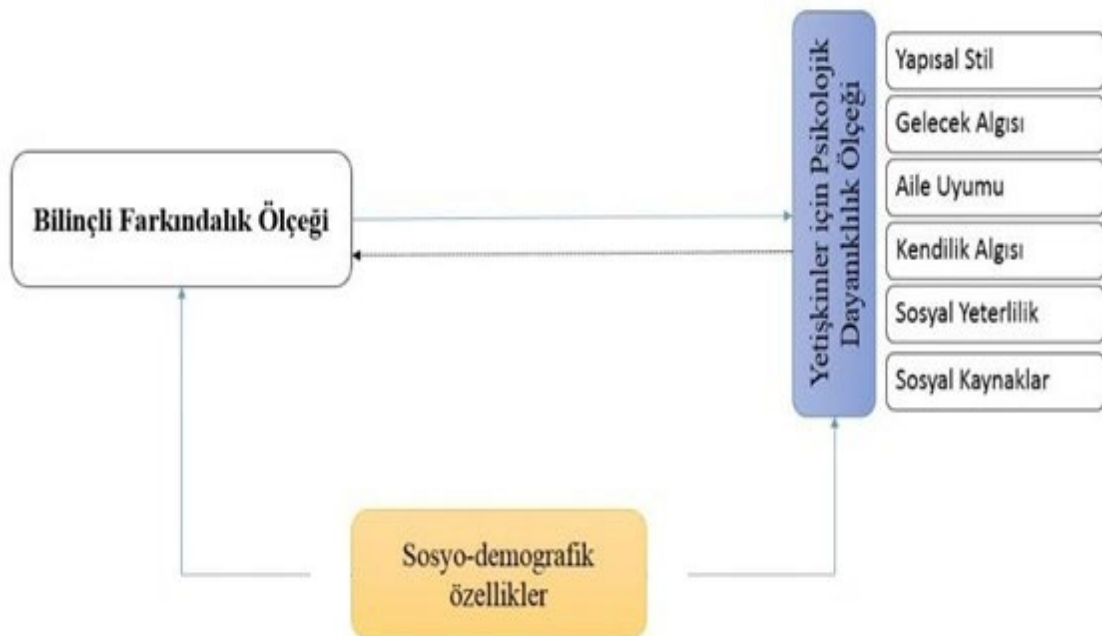 Bilinçli Farkındalık Ölçeği
Yetişkinler için Psikolojik
Dayanıklılık Ölçeği
Yapısal Stil
Gelecek Algısı
Aile Uyumu
Kendilik Algısı
Sosyal Yeterlilik
Sosyal Kaynaklar
Sosyo-demografik
özellikler